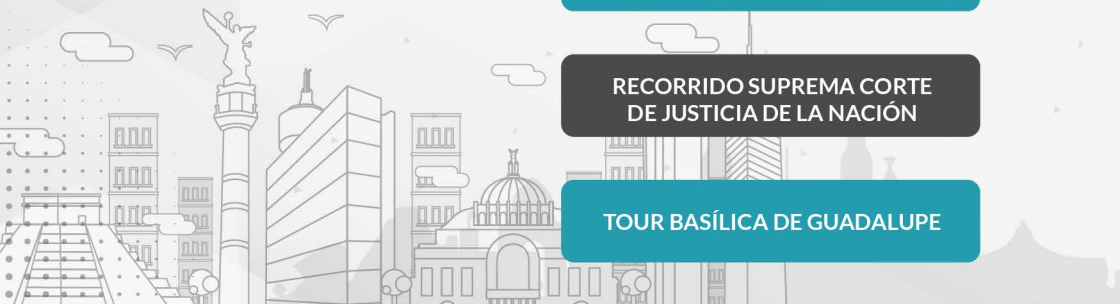 RECORRIDO SUPREMA CORTE
DE JUSTICIA DE LA NACIÓN
TOUR BASÍLICA DE GUADALUPE